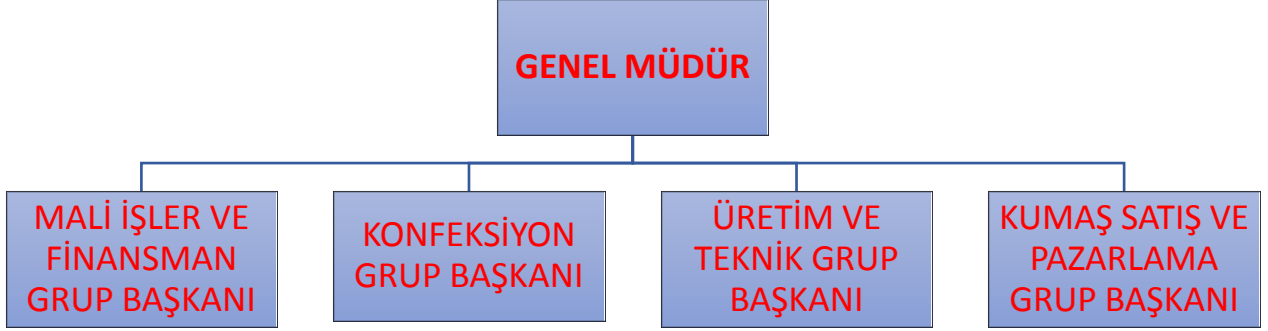 GENEL MÜDÜR
MALİ İŞLER VE
FİNANSMAN
GRUP BAŞKANI
KONFEKSİYON
GRUP BAŞKANI
ÜRETİM VE
TEKNİK GRUP
BAŞKANI
KUMAŞ SATIŞ VE
PAZARLAMA
GRUP BAŞKANI